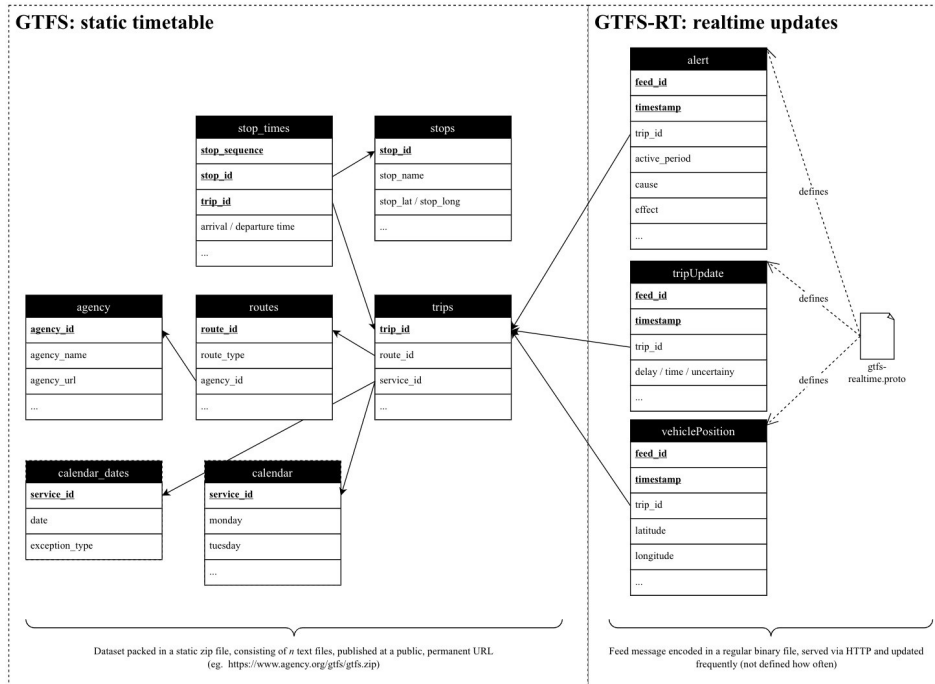 GTFS: static timetable
GTFS-RT: realtime updates
stop_times
stop_sequence
stop_id
trip_id
arrival / departure time
...
stops
stop_id
stop_name
stop_lat / stop_long
...
agency
agency_id
agency_name
agency_url
...
routes
route_id
route_type
agency_id
...
trips
trip_id
route_id
service_id
...
calendar_dates
service_id
date
exception_type
calendar
service_id
monday
tuesday
...
Dataset packed in a static zip file, consisting of n text files, published at a public, permanent URL
(eg. https://www.agency.org/gtfs/gtfs.zip)
alert
feed_id
timestamp
trip_id
active_period
cause
effect
...
tripUpdate
feed_id
timestamp
trip_id
delay / time / uncertainy
...
vehiclePosition
feed_id
timestamp
trip_id
latitude
longitude
...
defines
defines
defines
gtfs-
realtime.proto
Feed message encoded in a regular binary file, served via HTTP and updated
frequently (not defined how often)